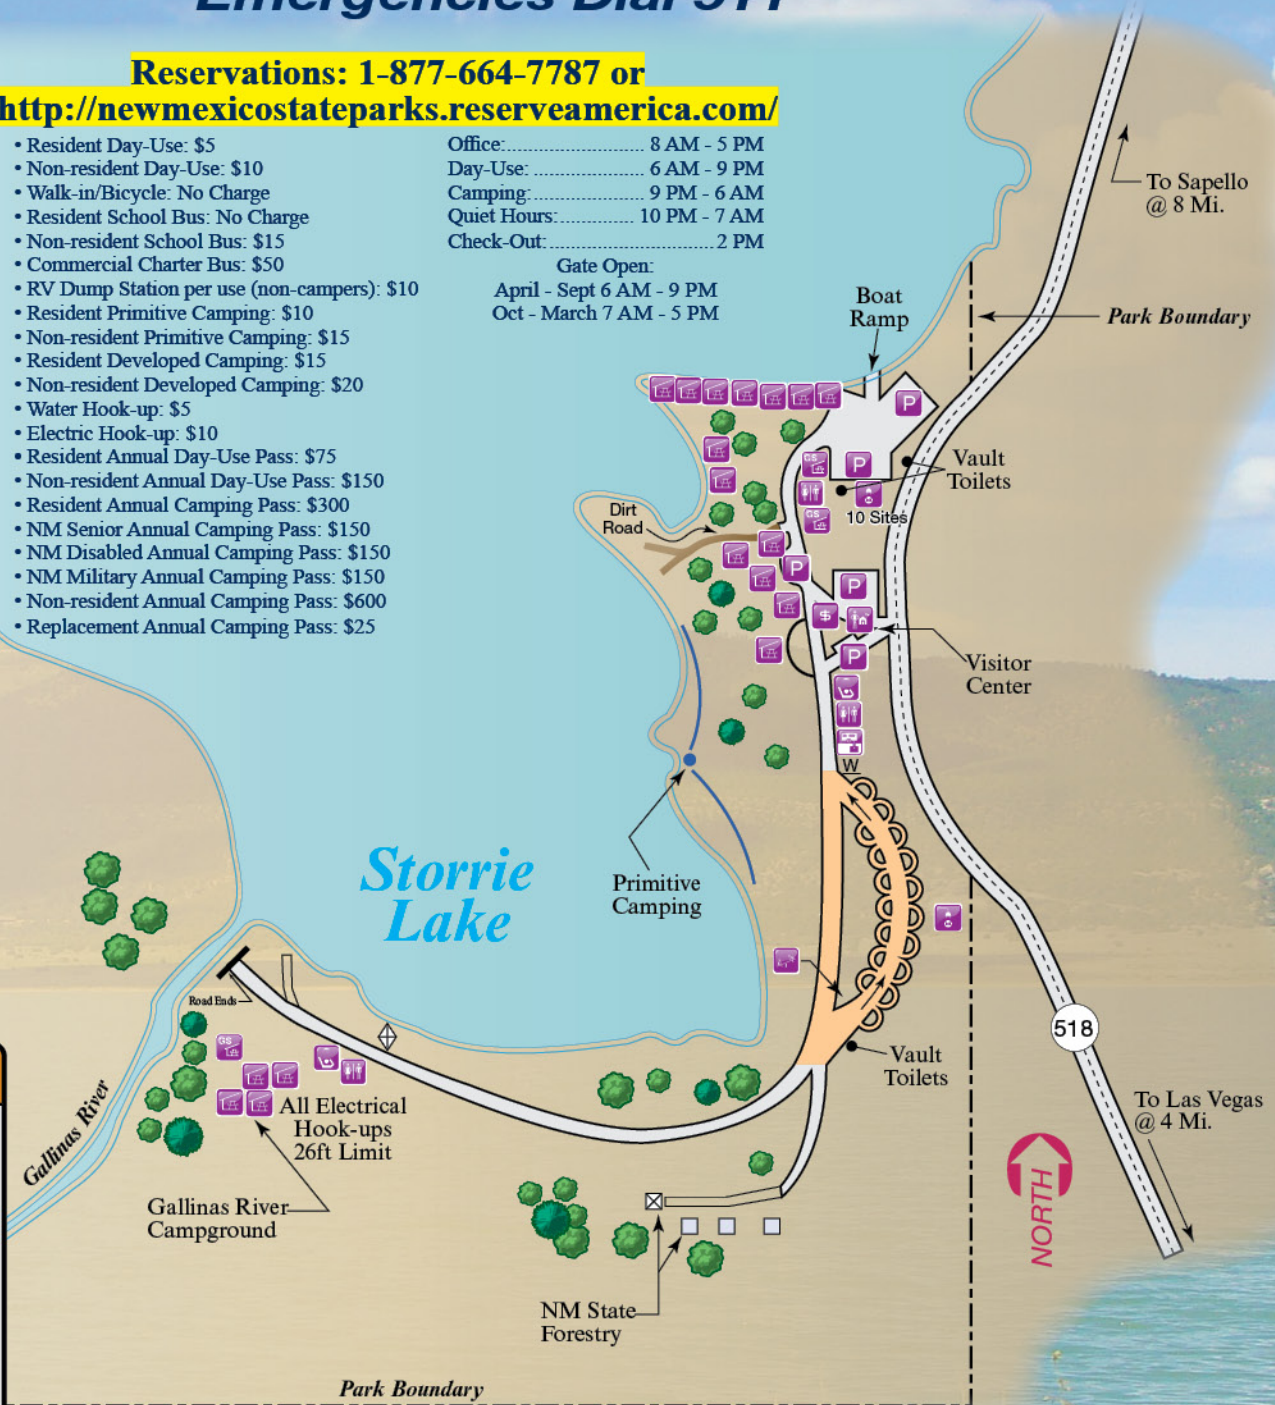 Emergencies Dial 911
Reservations: 1-877-664-7787 or
http://newmexicostateparks.reserveamerica.com/
• Resident Day-Use: $5
• Non-resident Day-Use: $10
• Walk-in/Bicycle: No Charge
• Resident School Bus: No Charge
• Non-resident School Bus: $15
• Commercial Charter Bus: $50
• RV Dump Station per use (non-campers): $10
• Resident Primitive Camping: $10
• Non-resident Primitive Camping: $15
• Resident Developed Camping: $15
• Non-resident Developed Camping: $20
• Water Hook-up: $5
• Electric Hook-up: $10
• Resident Annual Day-Use Pass: $75
• Non-resident Annual Day-Use Pass: $150
• Resident Annual Camping Pass: $300
• NM Senior Annual Camping Pass: $150
• NM Disabled Annual Camping Pass: $150
• NM Military Annual Camping Pass: $150
• Non-resident Annual Camping Pass: $600
• Replacement Annual Camping Pass: $25
Office:........................ 8 AM - 5 PM
Day-Use: .................... 6 AM - 9 PM
Camping:.................... 9 PM - 6 AM
Quiet Hours:............. 10 PM - 7 AM
Check-Out:............................. 2 PM
Gate Open:
April - Sept 6 AM - 9 PM
Oct - March 7 AM - 5 PM
To Sapello
@ 8 Mi.
Boat
Ramp
Park Boundary
P
GS
P
Vault
Toilets
10 Sites
GS
Dirt
Road
P
P
$
P
Visitor
Center
W
Primitive
Camping
Storrie
Lake
Road Ends
518
GS
Vault
Toilets
To Las Vegas
@ 4 Mi.
All Electrical
Hook-ups
26ft Limit
Gallinas River
Gallinas River
Campground
NORTH
NM State
Forestry
Park Boundary